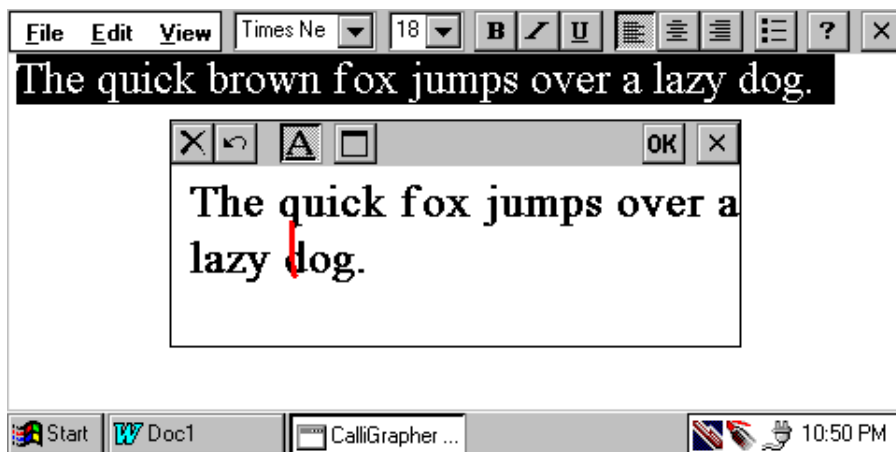 File Edit View Times Ne 18 B I U ? ×
The quick brown fox jumps over a lazy dog.
A OK ×
The quick fox jumps over a
lazy dog.
Start Doc1 CalliGrapher ... 10:50 PM